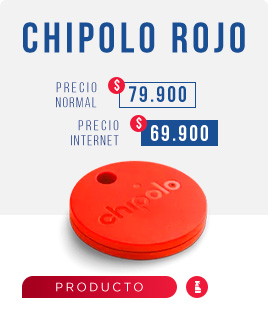 CHIPOLO ROJO
PRECIO NORMAL $ 79.900
PRECIO INTERNET $ 69.900
chipolo
PRODUCTO